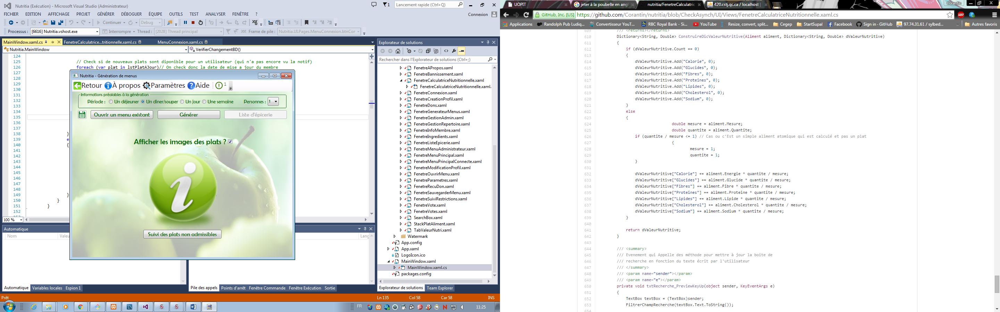 Nutritia (Exécution) - Microsoft Visual Studio (Administrateur)
1
Lancement rapide (Ctrl+Q)
FICHIER EDITION AFFICHAGE PROJET GÉNÉRER DÉBOGUER ÉQUIPE OUTILS TEST ANALYSER FENÊTRE ?
Connexion
Continuer Debug
Processus : [6616] Nutritia.vshost.exe Interrompre Thread : [2028] Thread principal Frame de pile : Nutritia.UI.Pages.MenuConnexion.btnCor
MainWindow.xaml.cs FenetreCalculatrice...tritionnelle.xaml.cs MenuConnexion.xaml.cs
Nutritia.MainWindow VerifierChangementBD()
124
125 // Check si de nouveaux plats sont diponible pour un utilisateur (qui n'a pas encore vu la notif)
126 foreach (var plat in lstPlatAJour)// On check donc la date de mise a jour du membre
127
128
129
130
131
132
133
134
135
136
137
138 }
139 e
140 {
141
142
143
144
145
146
147
148
149 }
150 }
151 }
152
100 %
Nutritia - Génération de menus
Retour À propos Paramètres Aide 1
Informations préalables à la génération
Période : Un déjeuner Un dîner/souper Un jour Une semaine Personnes : 1
Ouvrir un menu existant Générer Liste d'épicerie
Afficher les images des plats ?
Suivi des plats non admissibles
Automatique
Nom Valeu Lang
Automatique Variables locales Espion 1
Pile des appels Points d'arrêt Fenêtre Commande Fenêtre Exécution Sortie
Explorateur de solutions
Rechercher dans l'Explorateur de solutions (Ctrl+;)
FenetreAPropos.xaml
FenetreBannissement.xaml
FenetreCalculatriceNutritionnelle.xaml
FenetreCalculatriceNutritionnelle.xaml.
FenetreConnexion.xaml
FenetreCreationProfil.xaml
FenetreDons.xaml
FenetreGenerateurMenus.xaml
FenetreGestionAdmin.xaml
FenetreGestionRepertoire.xaml
FenetreInfoMembre.xaml
FenetreIngredients.xaml
FenetreListeEpicerie.xaml
FenetreMenuAdministrateur.xaml
FenetreMenuPrincipal.xaml
FenetreMenuPrincipalConnecte.xaml
FenetreModificationProfil.xaml
FenetreOuvrirMenu.xaml
FenetreParametres.xaml
FenetreRecuDon.xaml
FenetreSauvegarderMenu.xaml
FenetreSuiviRestrictions.xaml
FenetreVote.xaml
FenetreVotes.xaml
SearchBox.xaml
StackPlatAliment.xaml
TabValeurNutri.xaml
Watermark
App.config
App.xaml
LogoIcon.ico
MainWindow.xaml
MainWindow.xaml.cs
packages.config
Explorateur de solutions Team Explorer
Prêt Ln 135 Col 58 Car 58 INS
FR 11:25
UOPIT jeter à la poubelle en angl nutritia/FenetreCalculatric 420.cstj.qc.ca / localhost | Corantin
GitHub, Inc. [US] https://github.com/Corantin/nutritia/blob/CheckAsynch/UI/Views/FenetreCalculatriceNutritionnelle.xaml.cs ABP
Applications Randolph Pub Ludiq... Convertisseur YouT... RBC Royal Bank - Si... YouTube Resize, convert, split... Cegep StartSupal Facebook Sign in · GitHub 97.74.31.61 / sylbed... » Autres favoris
609 /// <returns></returns>
610 Dictionary<String, Double> ConstruireDicValeurNutritive(Aliment aliment, Dictionary<String, Double> dValeurNutritive)
611 {
612 if (dValeurNutritive.Count == 0)
613 {
614 dValeurNutritive.Add("Calorie", 0);
615 dValeurNutritive.Add("Glucides", 0);
616 dValeurNutritive.Add("Fibres", 0);
617 dValeurNutritive.Add("Proteines", 0);
618 dValeurNutritive.Add("Lipides", 0);
619 dValeurNutritive.Add("Cholesterol", 0);
620 dValeurNutritive.Add("Sodium", 0);
621 }
622 else
623 {
624 double mesure = aliment.Mesure;
625 double quantite = aliment.Quantite;
626 if (quantite / mesure <= 1) // Cas ou c'Est un simple aliment atomique qui est calculé et pas un plat
627 {
628 mesure = 1;
629 quantite = 1;
630 }
631
632 dValeurNutritive["Calorie"] += aliment.Energie * quantite / mesure;
633 dValeurNutritive["Glucides"] += aliment.Glucide * quantite / mesure;
634 dValeurNutritive["Fibres"] += aliment.Fibre * quantite / mesure;
635 dValeurNutritive["Proteines"] += aliment.Proteine * quantite / mesure;
636 dValeurNutritive["Lipides"] += aliment.Lipide * quantite / mesure;
637 dValeurNutritive["Cholesterol"] += aliment.Cholesterol * quantite / mesure;
638 dValeurNutritive["Sodium"] += aliment.Sodium * quantite / mesure;
639 }
640
641 return dValeurNutritive;
642 }
643
644 /// <summary>
645 /// Evenement qui Appelle des méthode pour mettre à jour la boite de
646 /// recherche en fonction du texte écrit par l'utilisateur
647 /// </summary>
648 /// <param name="sender"></param>
649 /// <param name="e"></param>
650 private void txtRecherche_PreviewKeyUp(object sender, KeyEventArgs e)
651 {
652 TextBox textBox = (TextBox)sender;
653 FiltrerChampRecherche(textBox.Text.ToString());
654